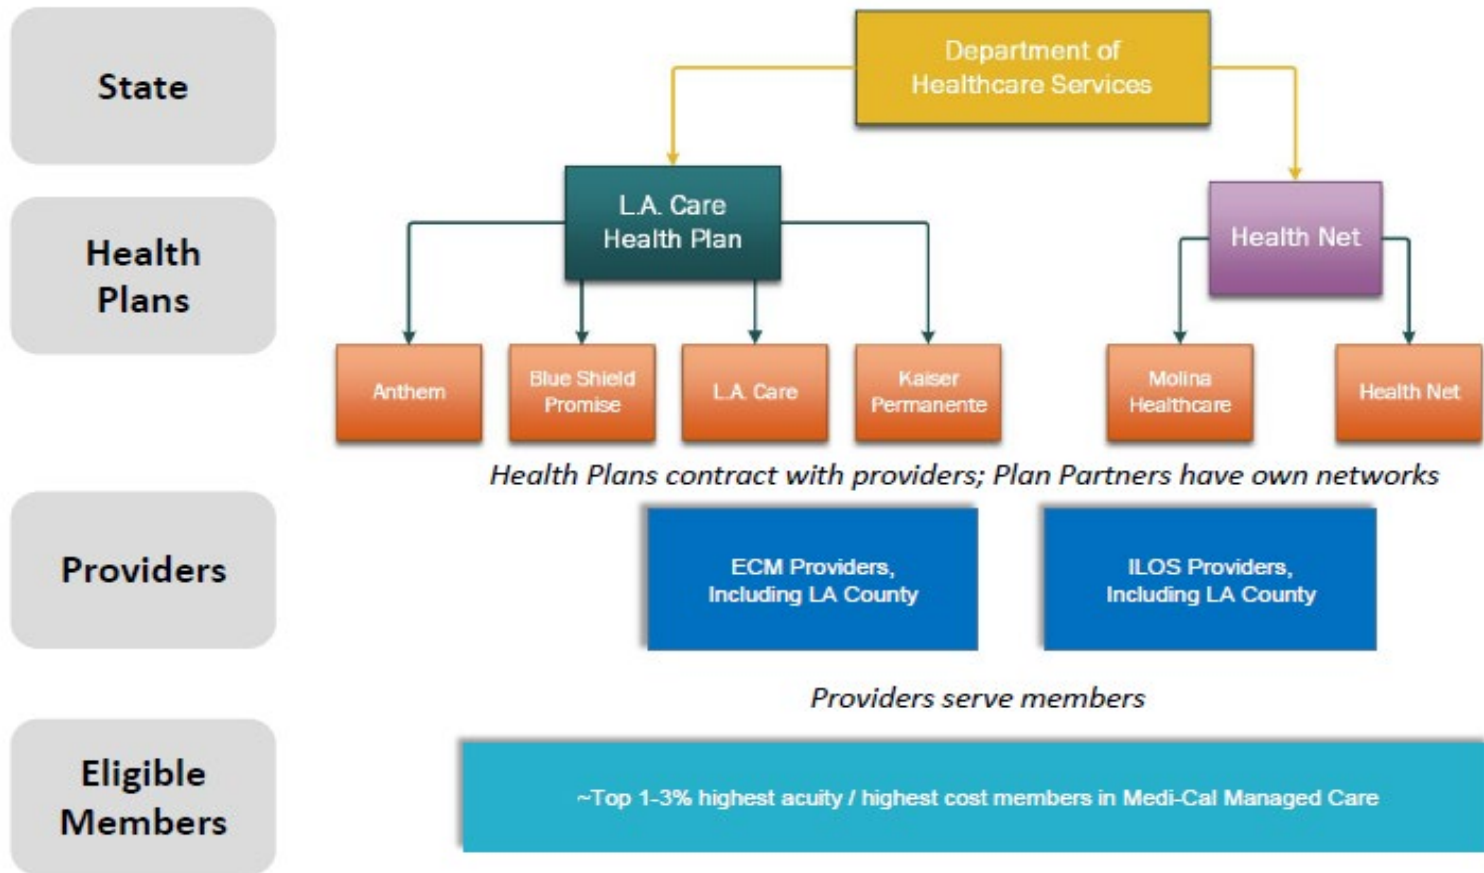 State
Department of
Healthcare Services
Health
Plans
L.A. Care
Health Plan
Health Net
Anthem
Blue Shield
Promise
L.A. Care
Kaiser
Permanente
Molina
Healthcare
Health Net
Health Plans contract with providers; Plan Partners have own networks
Providers
ECM Providers,
Including LA County
ILOS Providers,
Including LA County
Providers serve members
Eligible
Members
~Top 1-3% highest acuity / highest cost members in Medi-Cal Managed Care